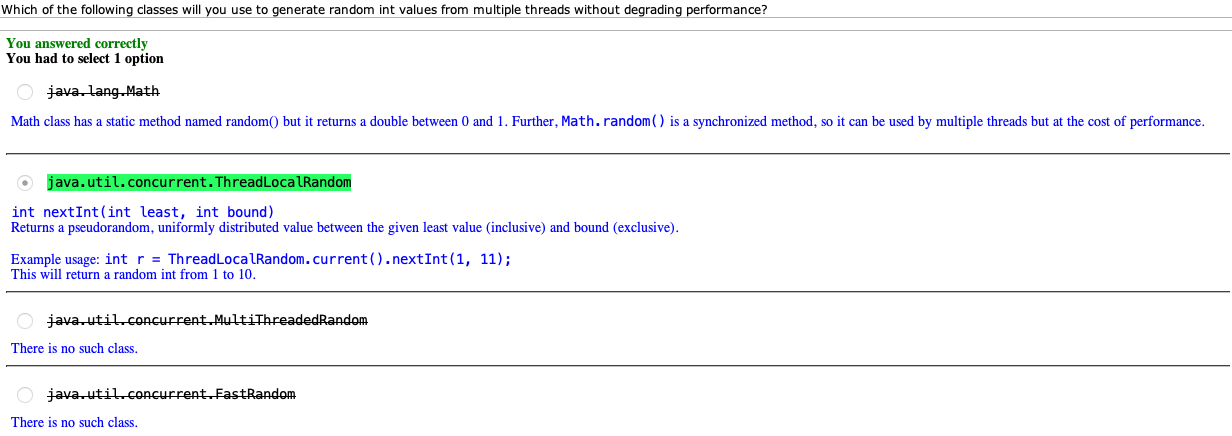 Which of the following classes will you use to generate random int values from multiple threads without degrading performance?
You answered correctly
You had to select 1 option
java.lang.Math
Math class has a static method named random() but it returns a double between 0 and 1. Further, Math.random() is a synchronized method, so it can be used by multiple threads but at the cost of performance.
java.util.concurrent.ThreadLocalRandom
int nextInt(int least, int bound)
Returns a pseudorandom, uniformly distributed value between the given least value (inclusive) and bound (exclusive).
Example usage: int r = ThreadLocalRandom.current().nextInt(1, 11);
This will return a random int from 1 to 10.
java.util.concurrent.MultiThreadedRandom
There is no such class.
java.util.concurrent.FastRandom
There is no such class.